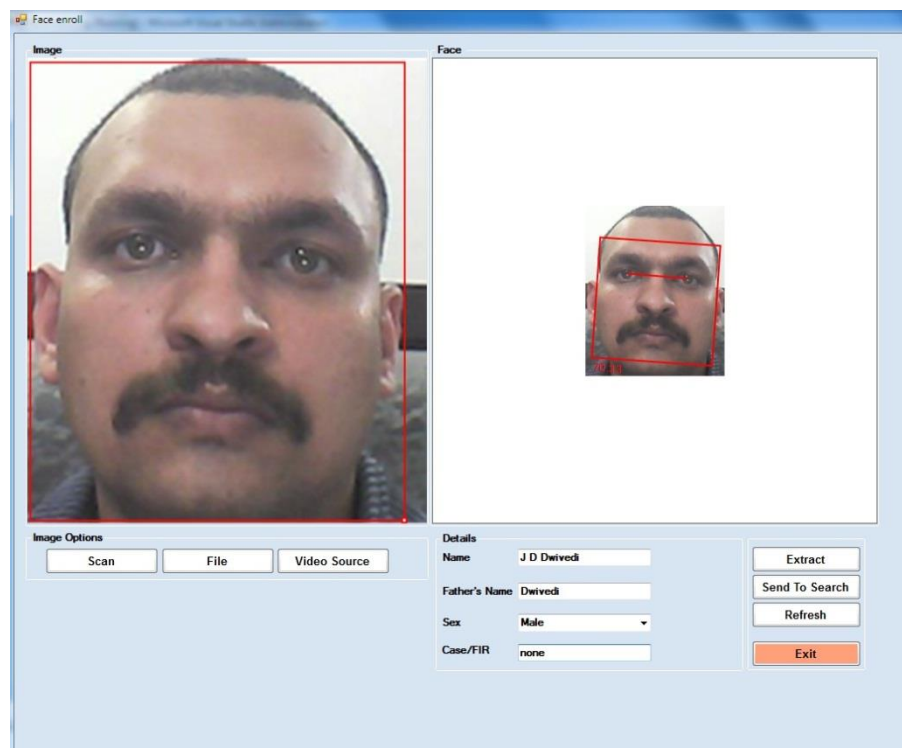 Face enroll
Image
Face
Image Options
Scan
File
Video Source
Details
Name
J D Dwivedi
Father's Name
Dwivedi
Sex
Male
Case/FIR
none
Extract
Send To Search
Refresh
Exit